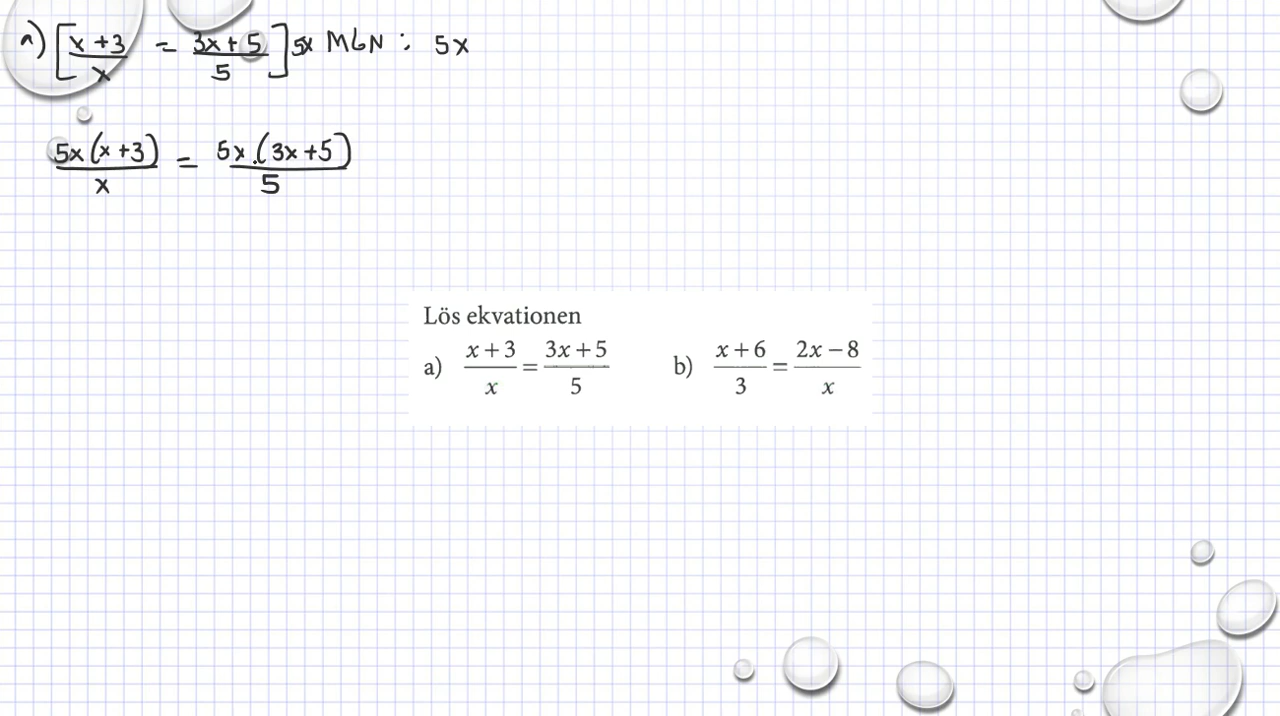 a) [(x+3)/x = (3x+5)/5] 5x MGN : 5x
5x(x+3)/x = 5x·(3x+5)/5
Lös ekvationen
a) (x+3)/x = (3x+5)/5 b) (x+6)/3 = (2x−8)/x